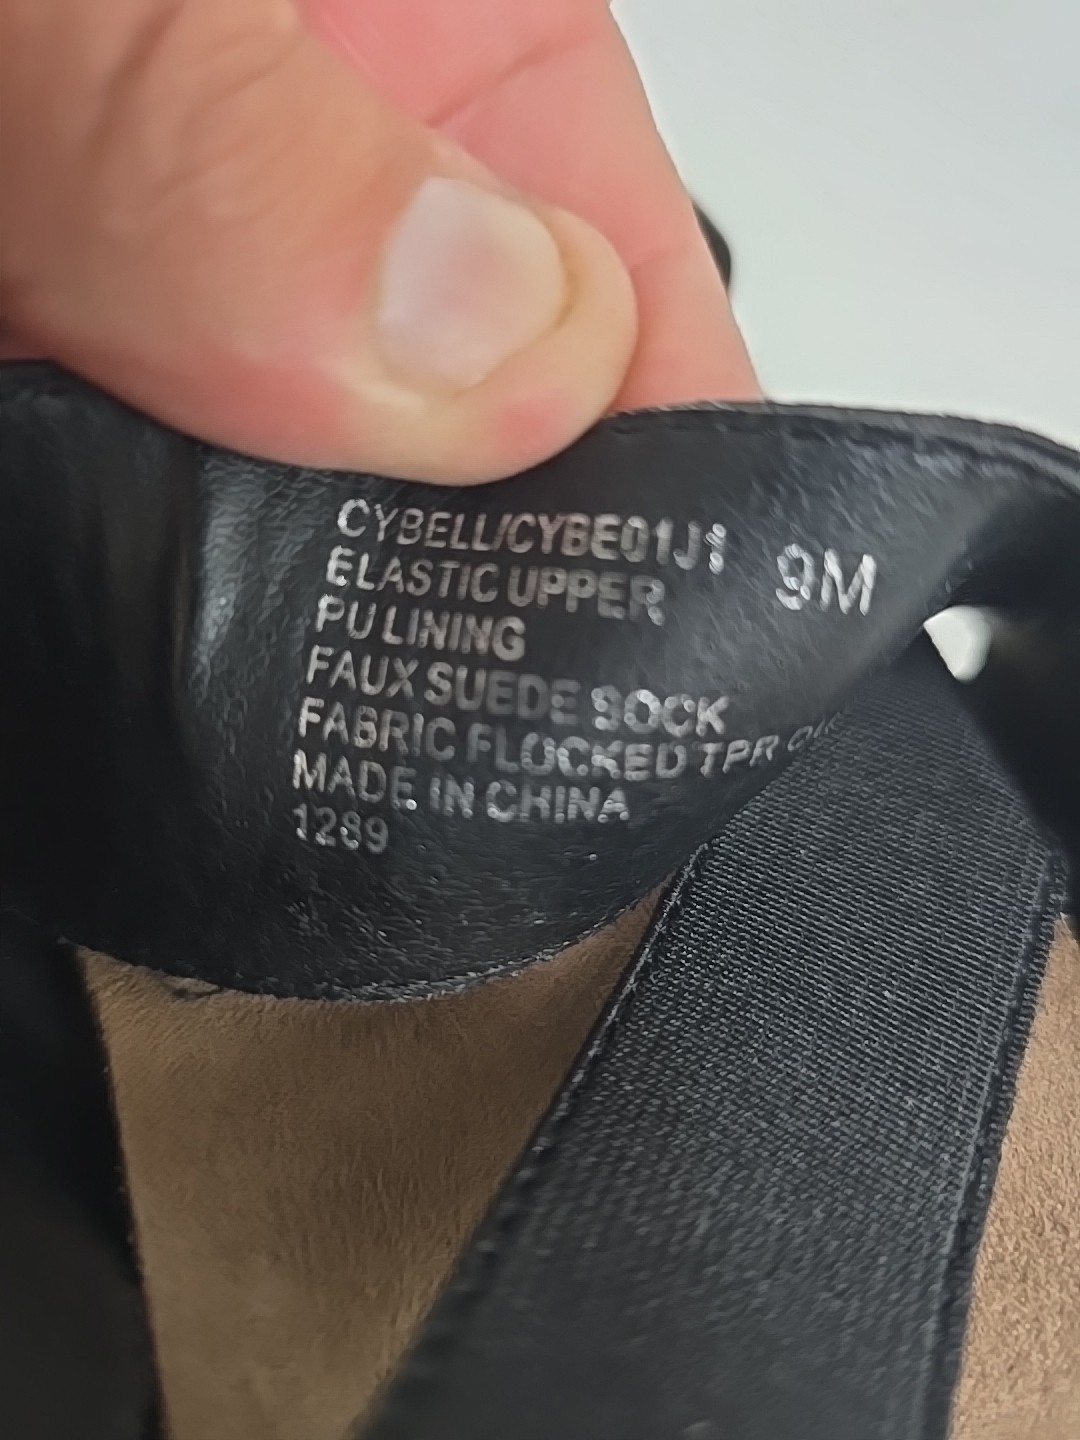 CYBELL/CYBE01J1
9M
ELASTIC UPPER
PU LINING
FAUX SUEDE SOCK
FABRIC FLOCKED TPR
MADE IN CHINA
1289